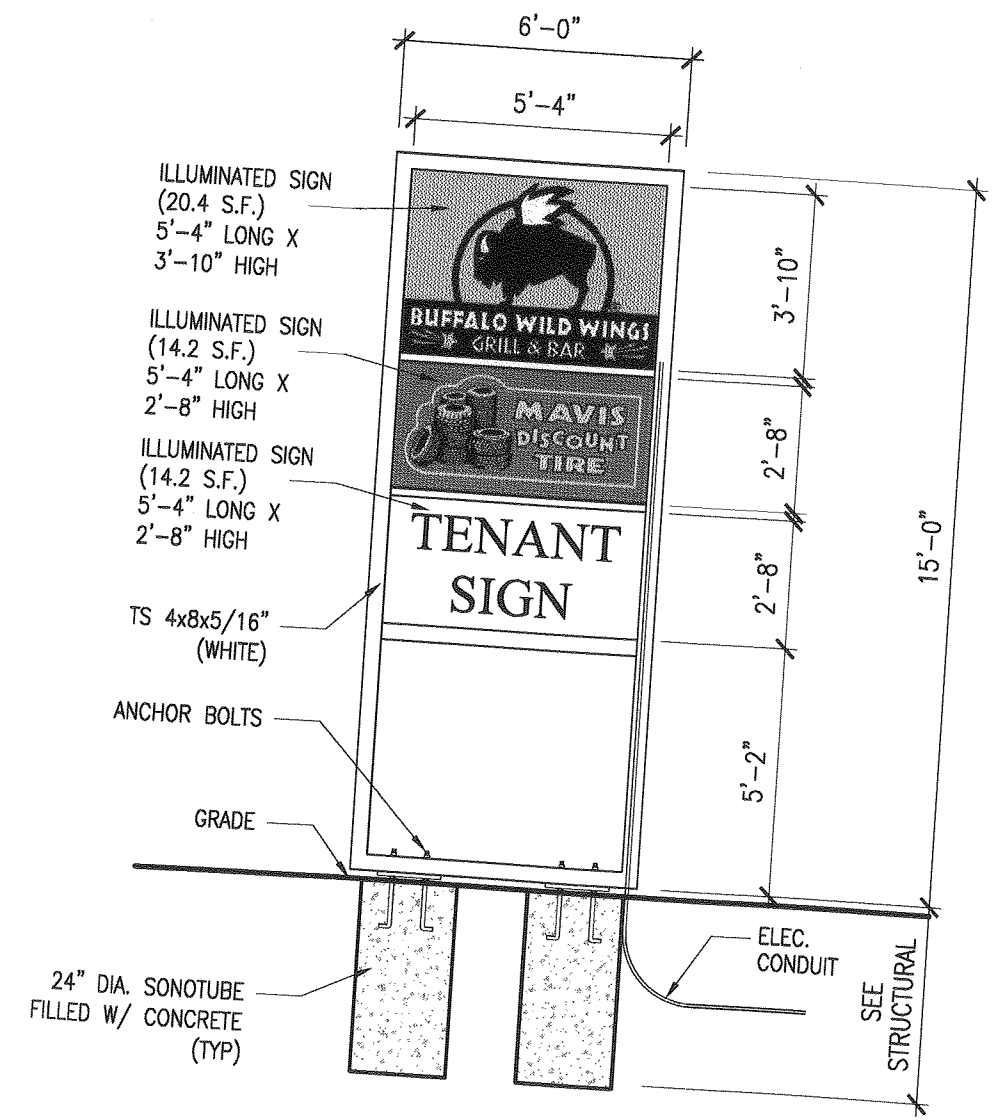 6'-0"
5'-4"
ILLUMINATED SIGN
(20.4 S.F.)
5'-4" LONG X
3'-10" HIGH
ILLUMINATED SIGN
(14.2 S.F.)
5'-4" LONG X
2'-8" HIGH
ILLUMINATED SIGN
(14.2 S.F.)
5'-4" LONG X
2'-8" HIGH
TS 4x8x5/16"
(WHITE)
ANCHOR BOLTS
GRADE
24" DIA. SONOTUBE
FILLED W/ CONCRETE
(TYP)
BUFFALO WILD WINGS
GRILL & BAR
MAVIS
DISCOUNT
TIRE
TENANT
SIGN
3'-10"
2'-8"
2'-8"
5'-2"
15'-0"
ELEC.
CONDUIT
SEE
STRUCTURAL